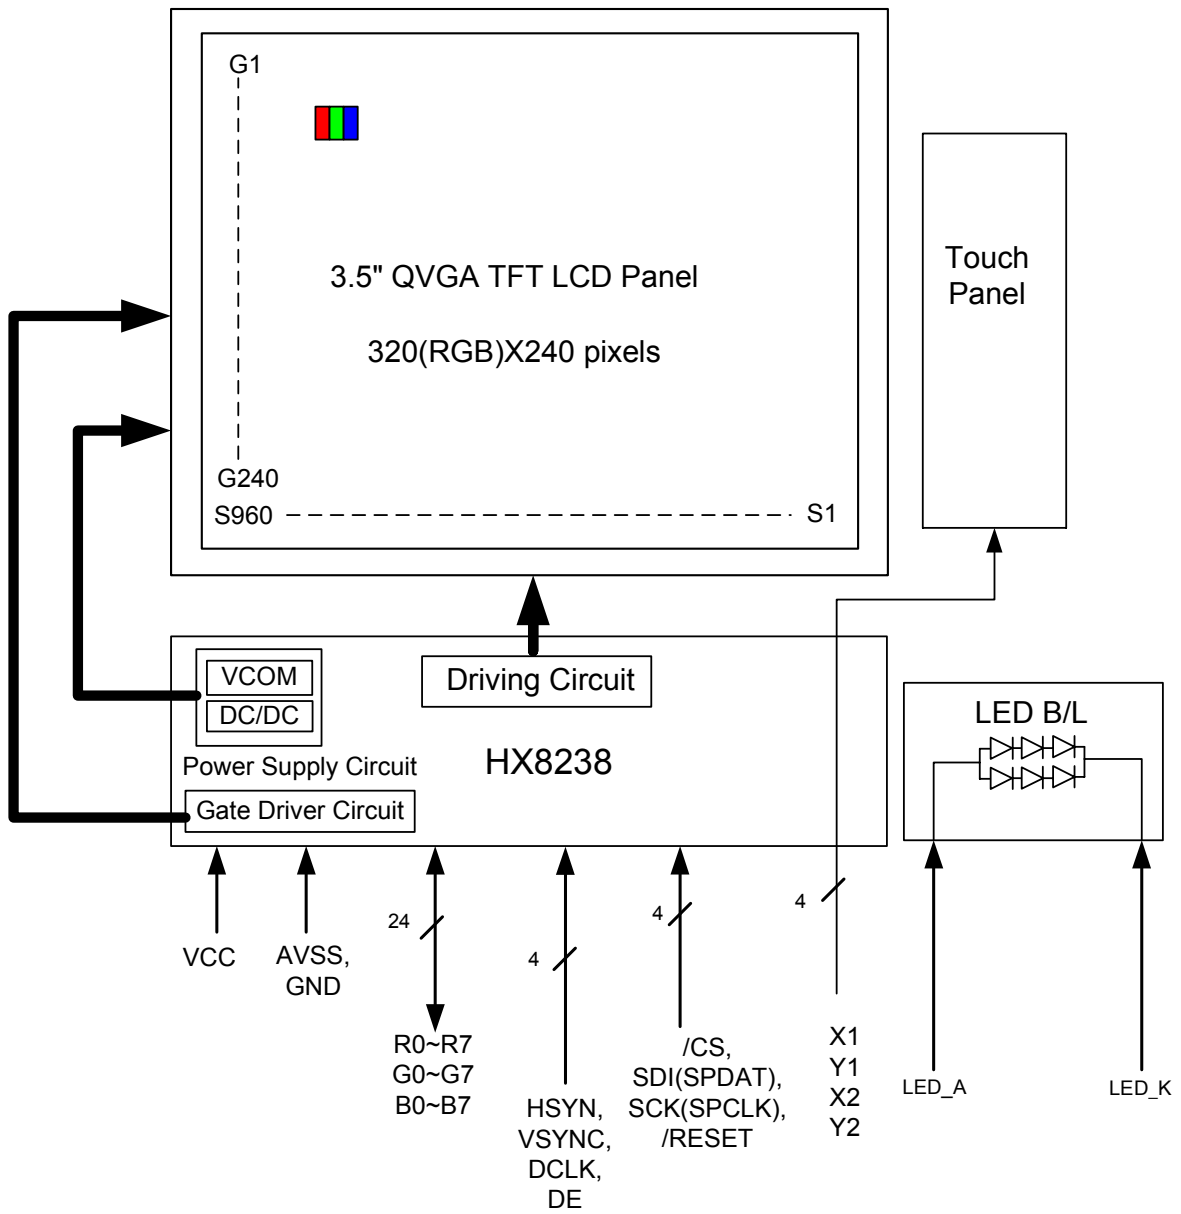 G1
3.5" QVGA TFT LCD Panel
320(RGB)X240 pixels
G240
S960
S1
Touch
Panel
VCOM
DC/DC
Power Supply Circuit
Gate Driver Circuit
Driving Circuit
HX8238
LED B/L
24
4
4
4
VCC
AVSS,
GND
R0~R7
G0~G7
B0~B7
HSYN,
VSYNC,
DCLK,
DE
/CS,
SDI(SPDAT),
SCK(SPCLK),
/RESET
X1
Y1
X2
Y2
LED_A
LED_K